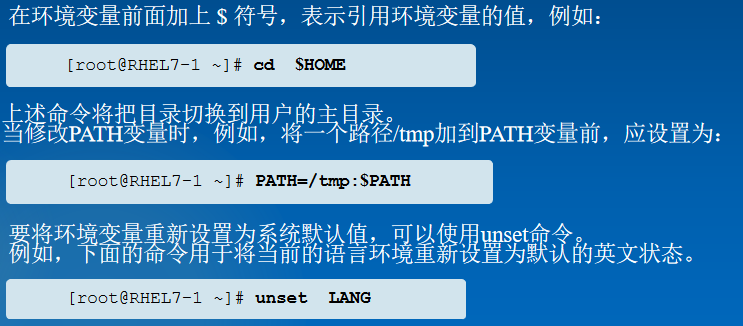 在环境变量前面加上 $ 符号，表示引用环境变量的值，例如：
[root@RHEL7-1 ~]# cd  $HOME
上述命令将把目录切换到用户的主目录。
当修改PATH变量时，例如，将一个路径/tmp加到PATH变量前，应设置为：
[root@RHEL7-1 ~]# PATH=/tmp:$PATH
要将环境变量重新设置为系统默认值，可以使用unset命令。
例如，下面的命令用于将当前的语言环境重新设置为默认的英文状态。
[root@RHEL7-1 ~]# unset  LANG